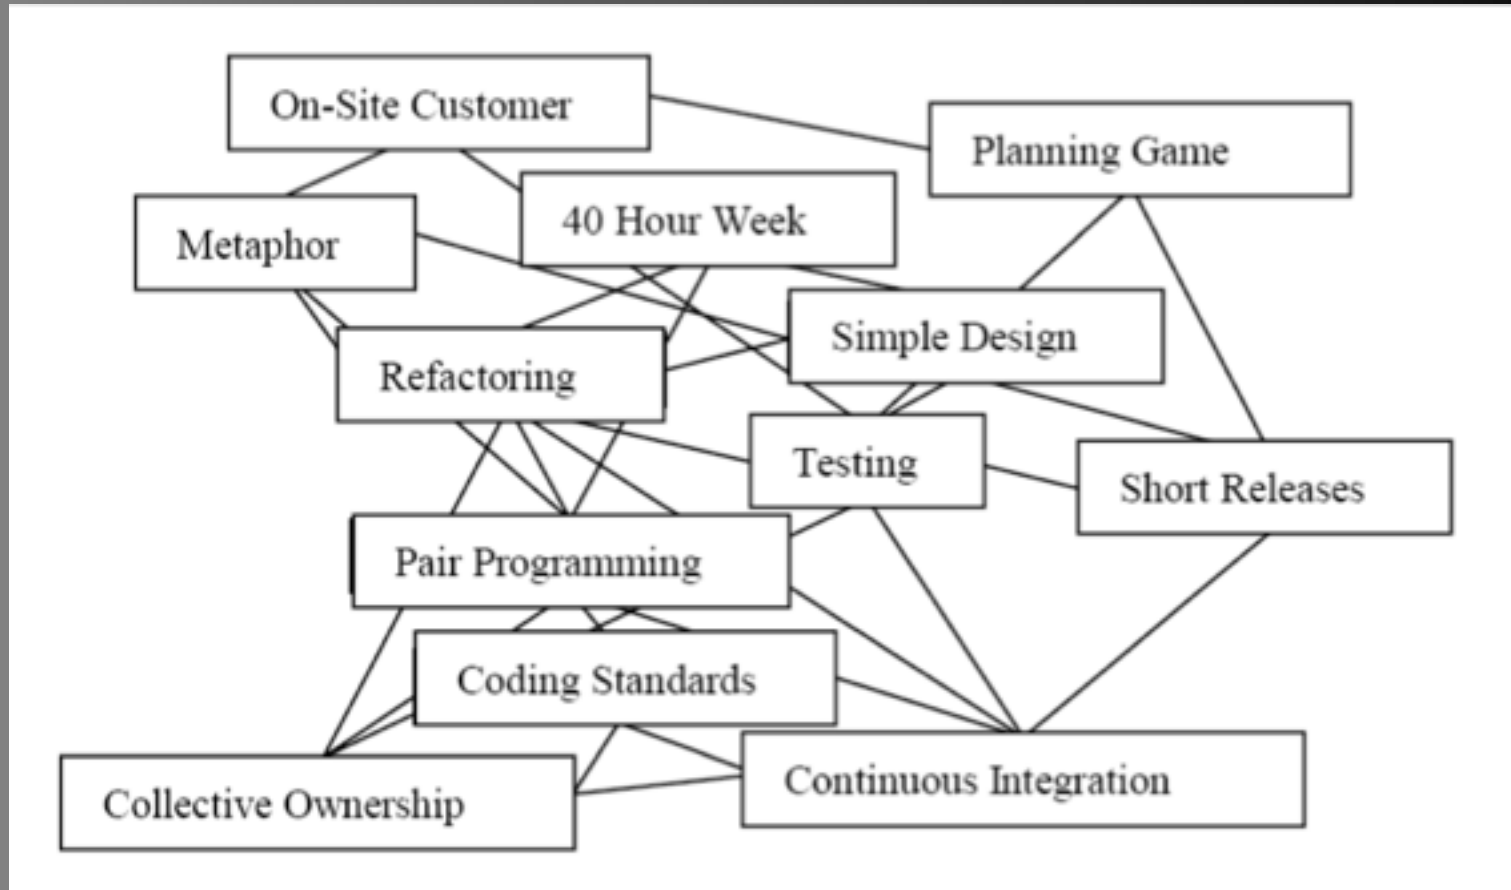 On-Site Customer
Planning Game
40 Hour Week
Metaphor
Simple Design
Refactoring
Testing
Short Releases
Pair Programming
Coding Standards
Continuous Integration
Collective Ownership